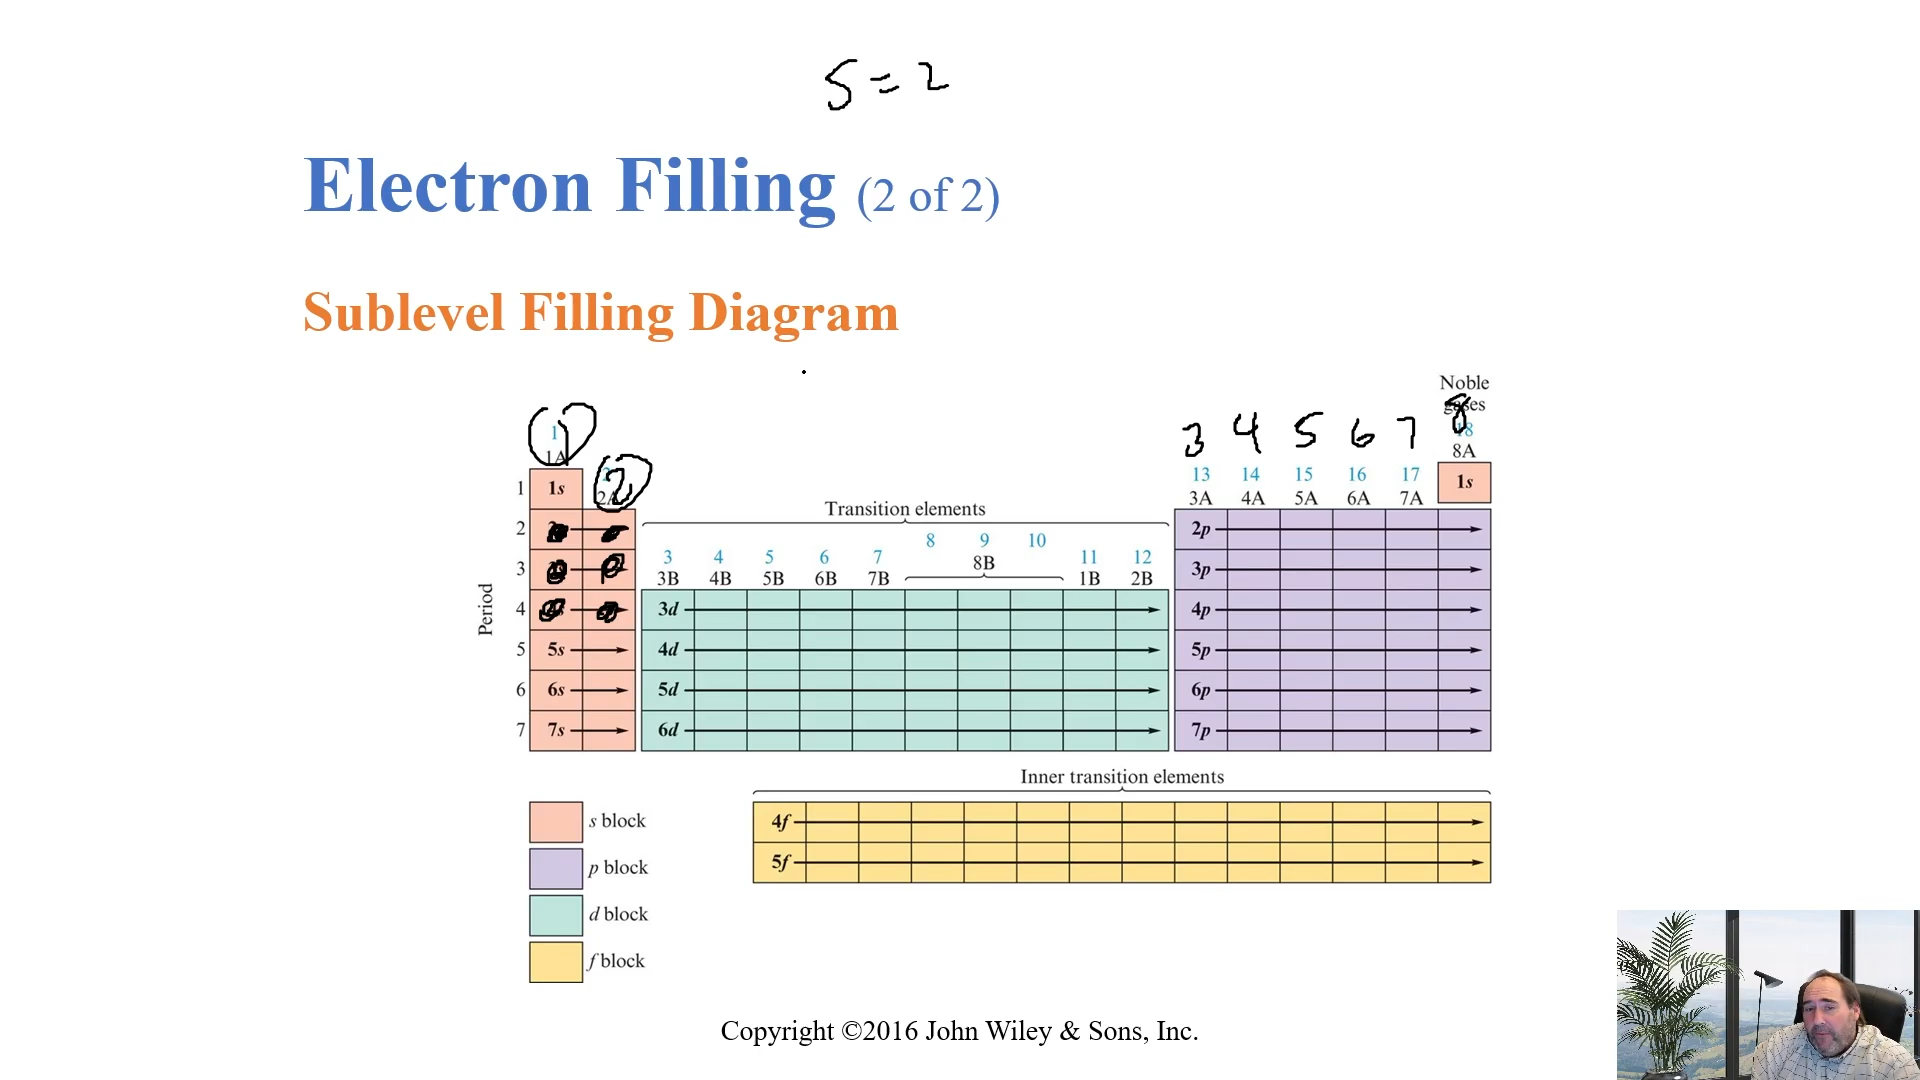 S = 2
Electron Filling (2 of 2)
Sublevel Filling Diagram
Noble
gases
1
18
3 4 5 6 7 8
1A
8A
2
13 14 15 16 17
2A
3A 4A 5A 6A 7A
1 1s 1s
Transition elements
2 2p
8 9 10
3 4 5 6 7 11 12
3B 4B 5B 6B 7B 8B 1B 2B
3 3p
Period
4 3d 4p
5 5s 4d 5p
6 6s 5d 6p
7 7s 6d 7p
Inner transition elements
4f
5f
s block
p block
d block
f block
Copyright ©2016 John Wiley & Sons, Inc.